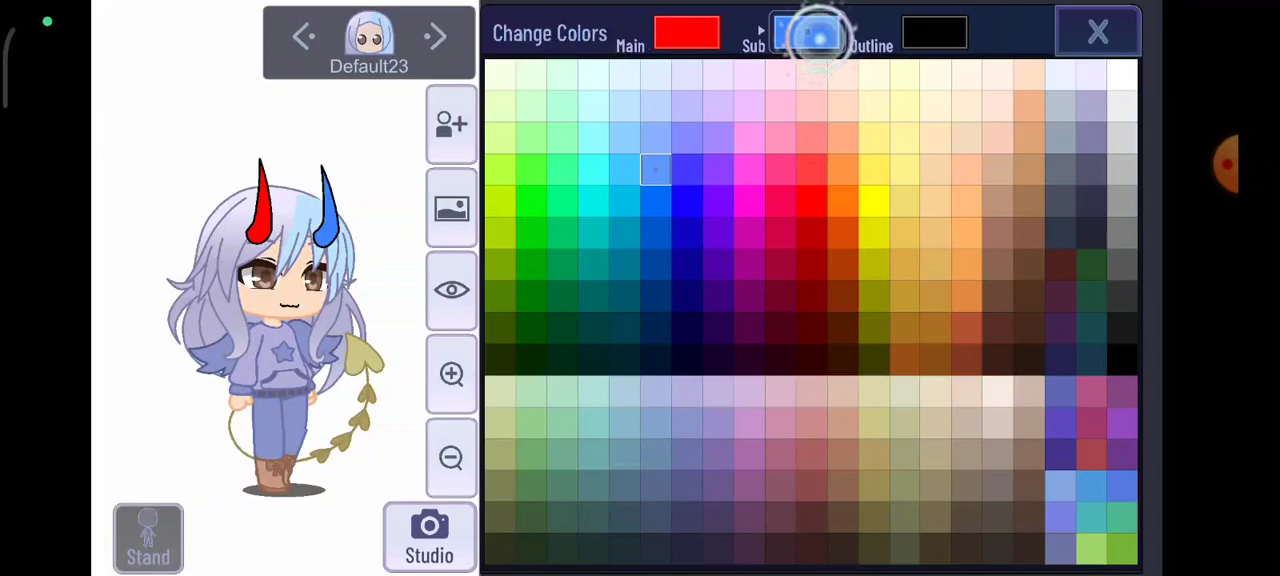 Default23
Change Colors
Main
Sub
Outline
X
Stand
Studio